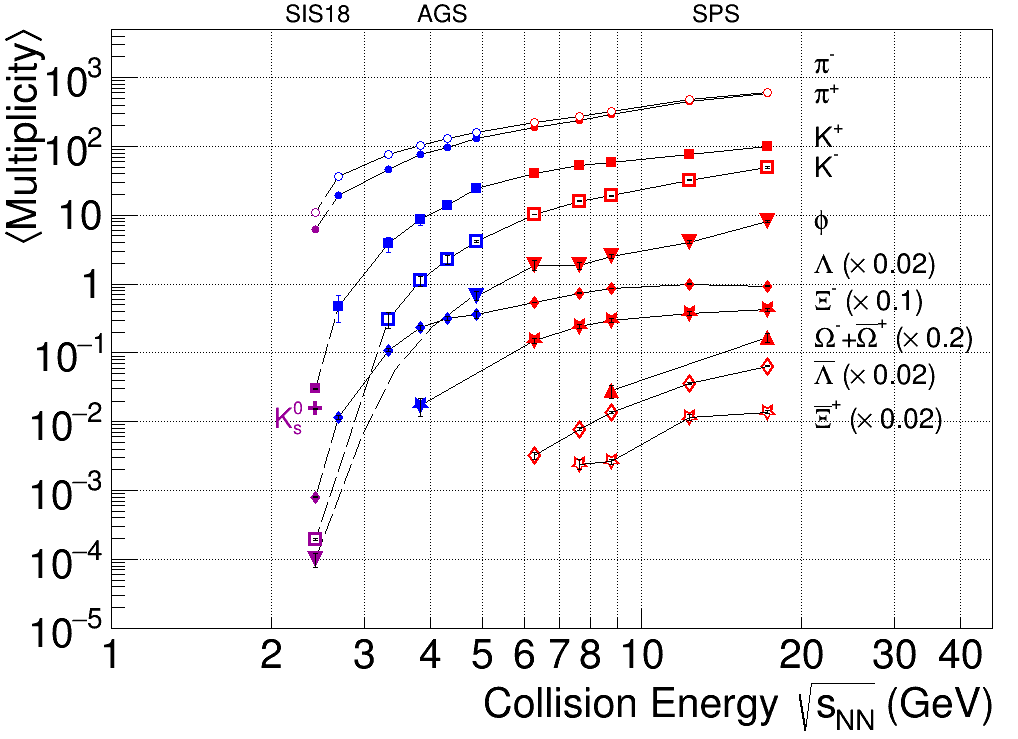 SIS18 AGS SPS
⟨Multiplicity⟩
10³
10²
10
1
10⁻¹
10⁻²
10⁻³
10⁻⁴
10⁻⁵
π⁻
π⁺
K⁺
K⁻
ϕ
Λ (× 0.02)
Ξ⁻ (× 0.1)
Ω⁻+Ω̅⁺ (× 0.2)
Λ̅ (× 0.02)
Ξ̅⁺ (× 0.02)
K⁰ₛ
1 2 3 4 5 6 7 8 10 20 30 40
Collision Energy √s_NN (GeV)